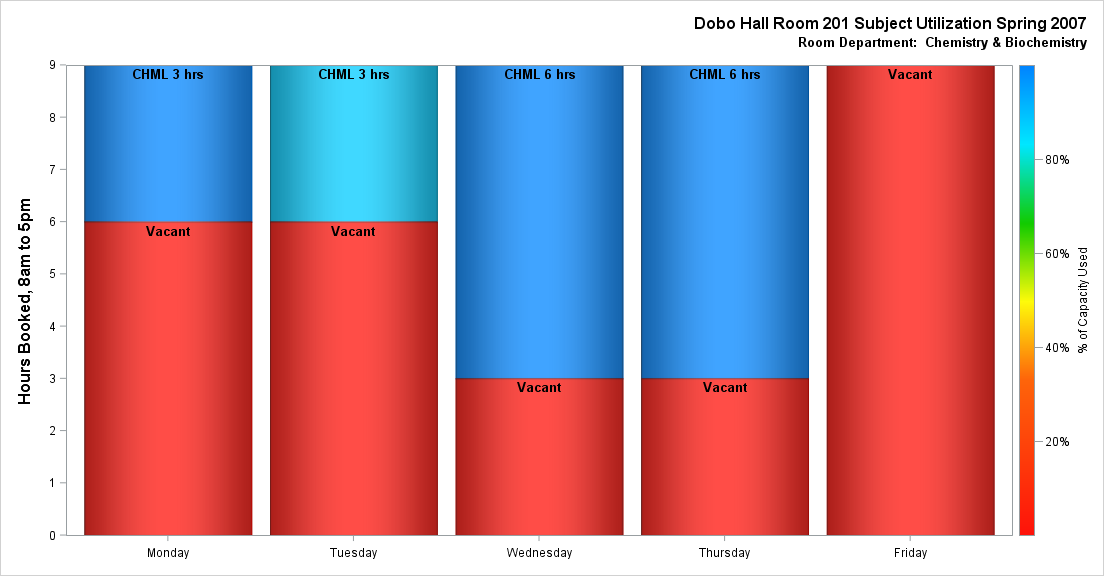 Dobo Hall Room 201 Subject Utilization Spring 2007
Room Department:  Chemistry & Biochemistry
Hours Booked, 8am to 5pm
9
8
7
6
5
4
3
2
1
0
CHML 3 hrs
Vacant
CHML 3 hrs
Vacant
CHML 6 hrs
Vacant
CHML 6 hrs
Vacant
Vacant
Monday
Tuesday
Wednesday
Thursday
Friday
80%
60%
40%
20%
% of Capacity Used